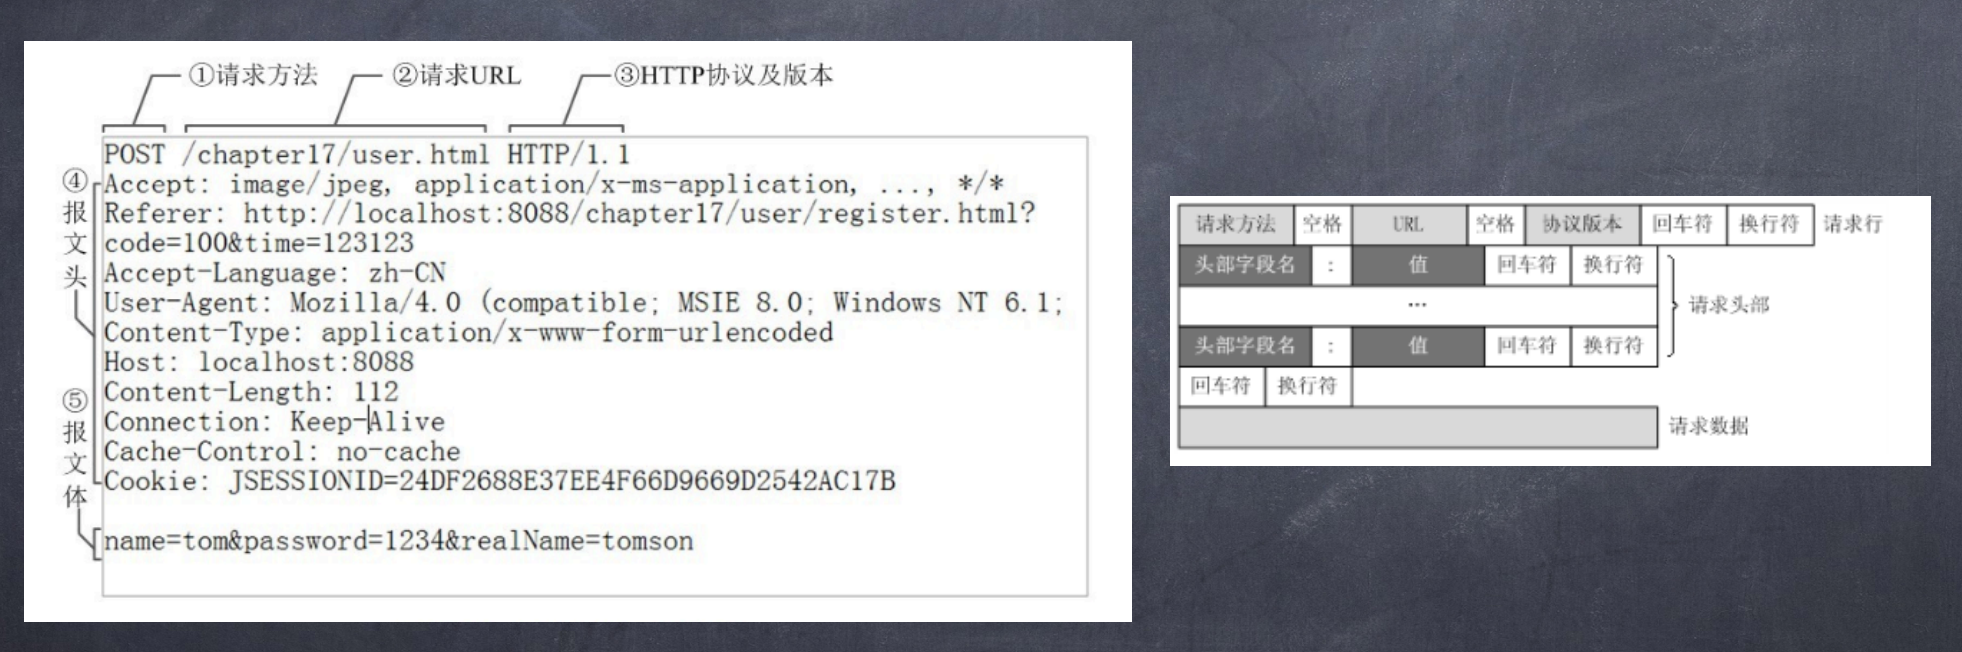 ①请求方法 ②请求URL ③HTTP协议及版本
POST /chapter17/user.html HTTP/1.1
④报文头
Accept: image/jpeg, application/x-ms-application, ..., */*
Referer: http://localhost:8088/chapter17/user/register.html?
code=100&time=123123
Accept-Language: zh-CN
User-Agent: Mozilla/4.0 (compatible; MSIE 8.0; Windows NT 6.1;
Content-Type: application/x-www-form-urlencoded
Host: localhost:8088
Content-Length: 112
Connection: Keep-Alive
Cache-Control: no-cache
Cookie: JSESSIONID=24DF2688E37EE4F66D9669D2542AC17B
⑤报文体
name=tom&password=1234&realName=tomson
请求方法 空格 URL 空格 协议版本 回车符 换行符 请求行
头部字段名 : 值 回车符 换行符
... 请求头部
头部字段名 : 值 回车符 换行符
回车符 换行符
请求数据